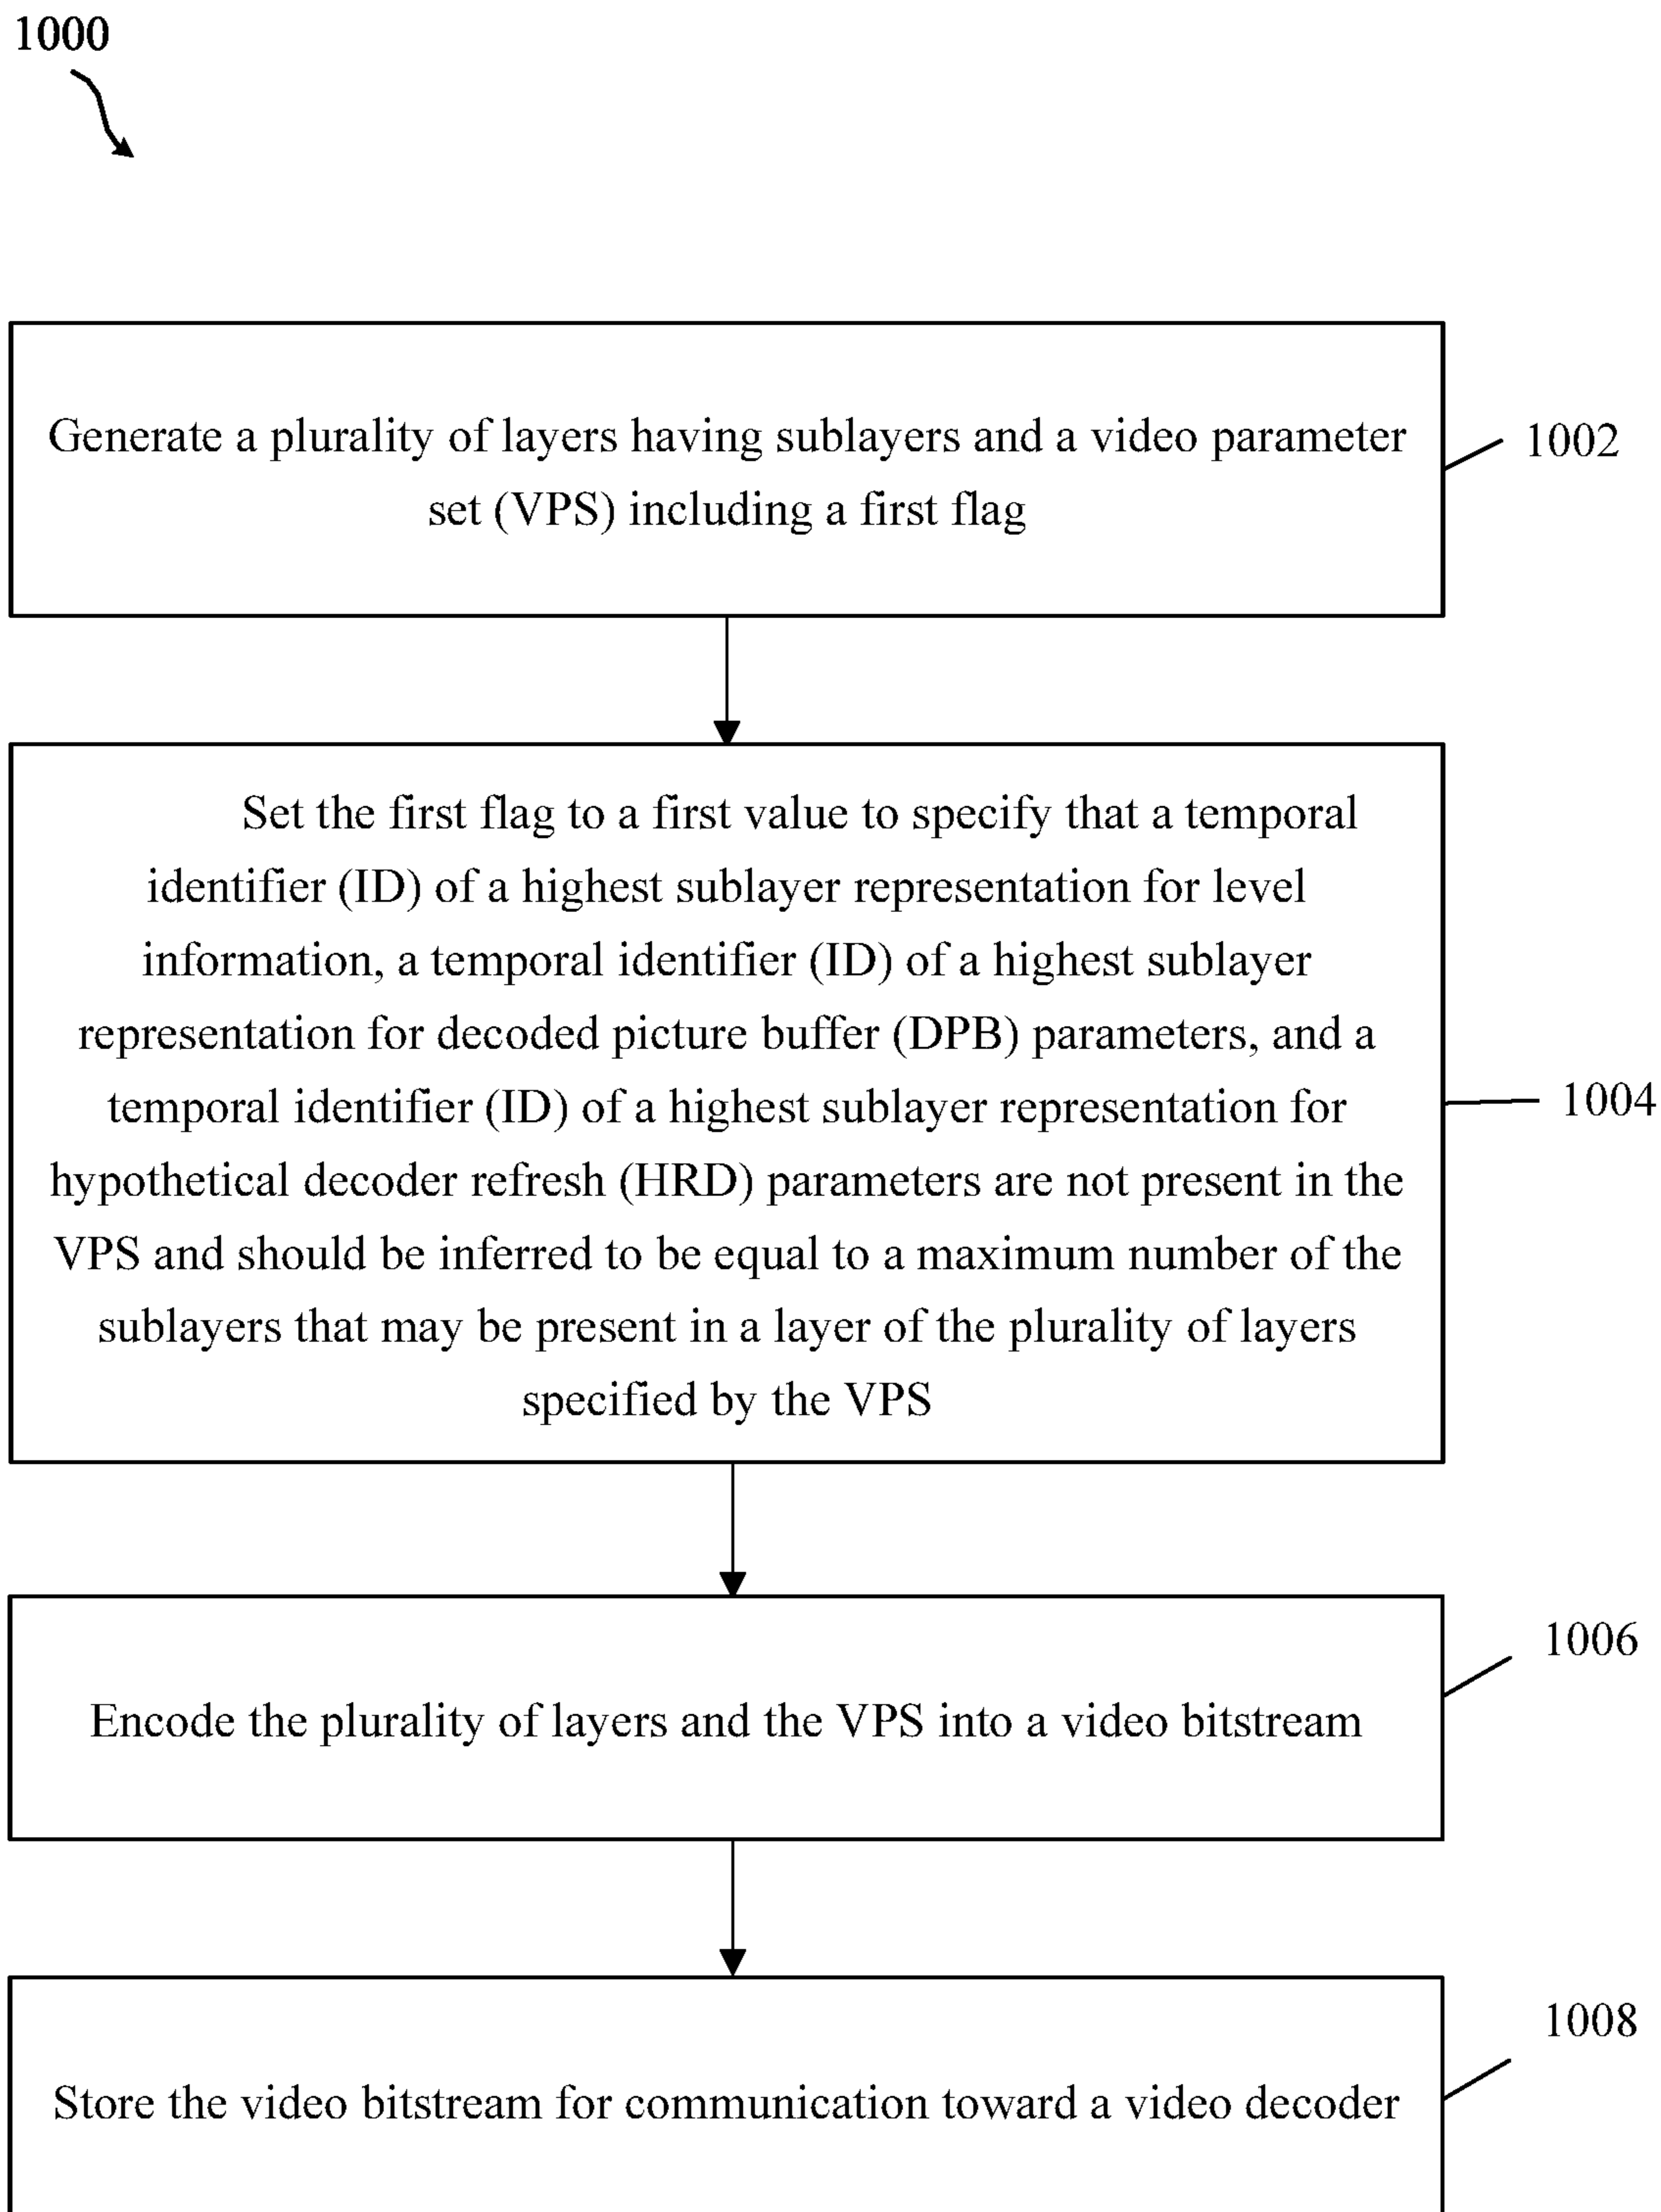 1000
Generate a plurality of layers having sublayers and a video parameter
set (VPS) including a first flag
1002
Set the first flag to a first value to specify that a temporal
identifier (ID) of a highest sublayer representation for level
information, a temporal identifier (ID) of a highest sublayer
representation for decoded picture buffer (DPB) parameters, and a
temporal identifier (ID) of a highest sublayer representation for
hypothetical decoder refresh (HRD) parameters are not present in the
VPS and should be inferred to be equal to a maximum number of the
sublayers that may be present in a layer of the plurality of layers
specified by the VPS
1004
Encode the plurality of layers and the VPS into a video bitstream
1006
Store the video bitstream for communication toward a video decoder
1008